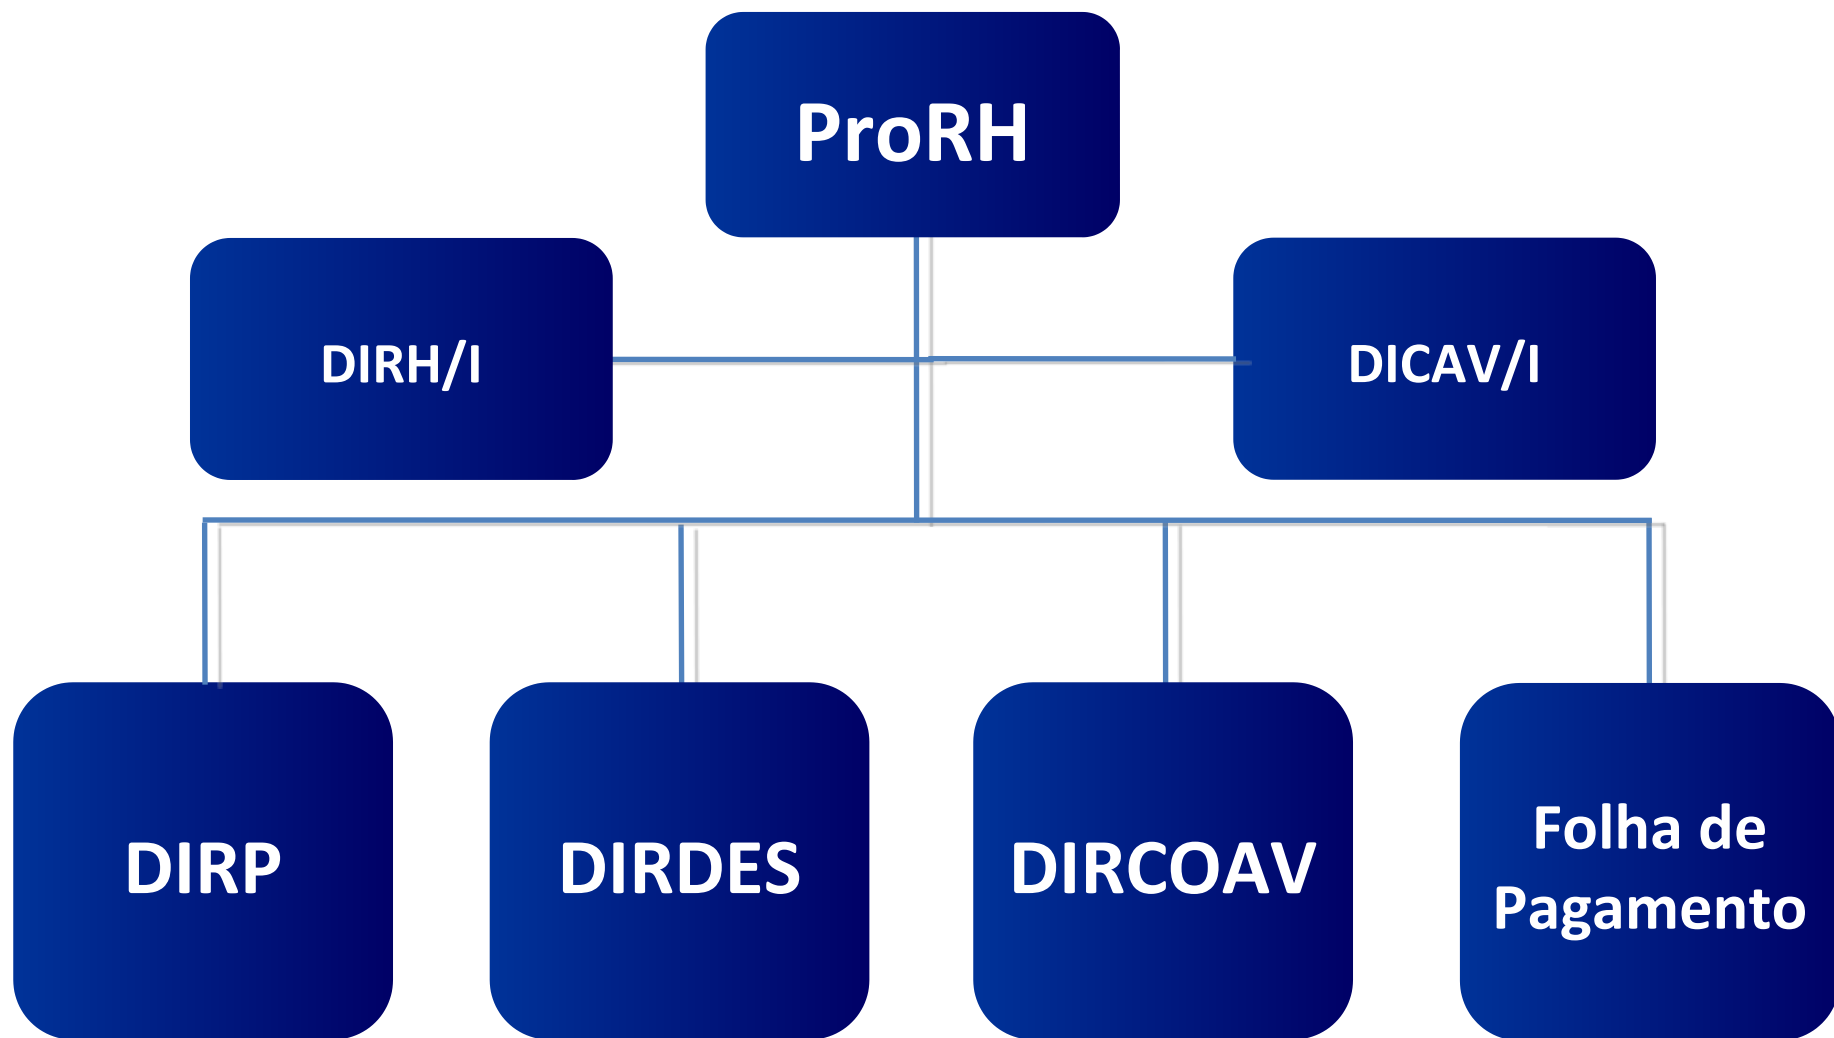 ProRH
DIRH/I
DICAV/I
DIRP
DIRDES
DIRCOAV
Folha de
Pagamento